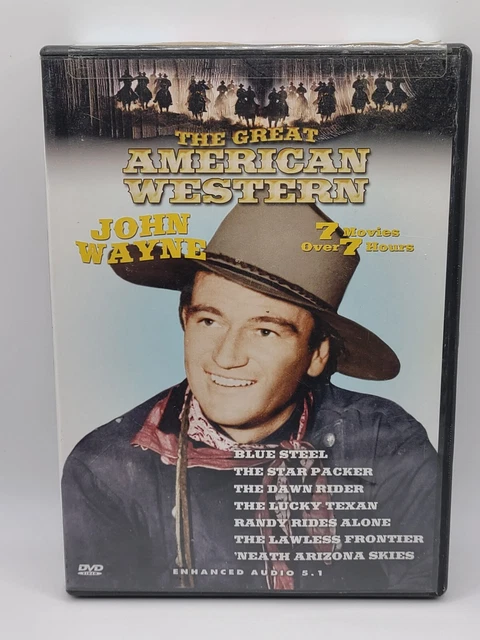 THE GREAT
AMERICAN
WESTERN
JOHN
WAYNE
7 Movies
Over 7 Hours
BLUE STEEL
THE STAR PACKER
THE DAWN RIDER
THE LUCKY TEXAN
RANDY RIDES ALONE
THE LAWLESS FRONTIER
'NEATH ARIZONA SKIES
DVD
VIDEO
ENHANCED AUDIO 5.1